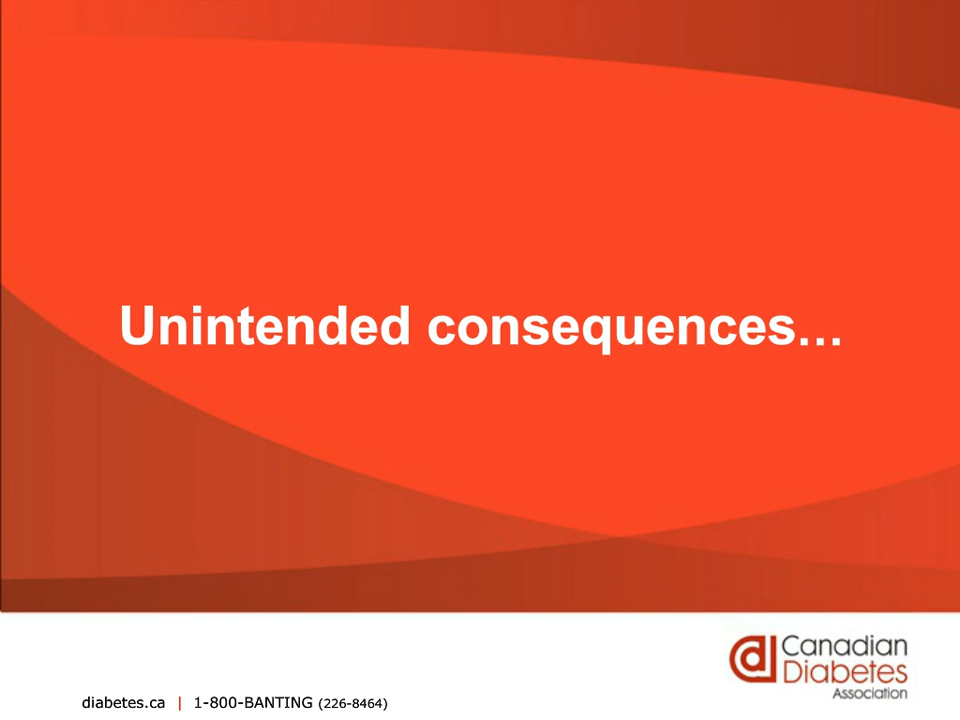 Unintended consequences...
Canadian
Diabetes
Association
diabetes.ca | 1-800-BANTING (226-8464)